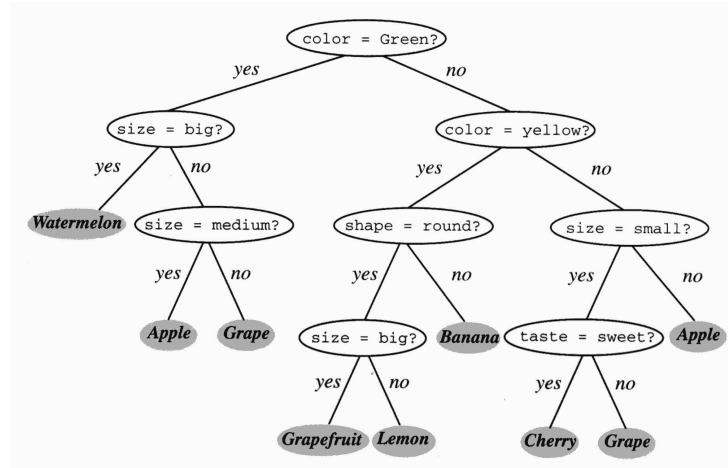 color = Green?
yes
no
size = big?
color = yellow?
yes
no
yes
no
Watermelon
size = medium?
shape = round?
size = small?
yes
no
yes
no
yes
no
Apple
Grape
size = big?
Banana
taste = sweet?
Apple
yes
no
yes
no
Grapefruit
Lemon
Cherry
Grape